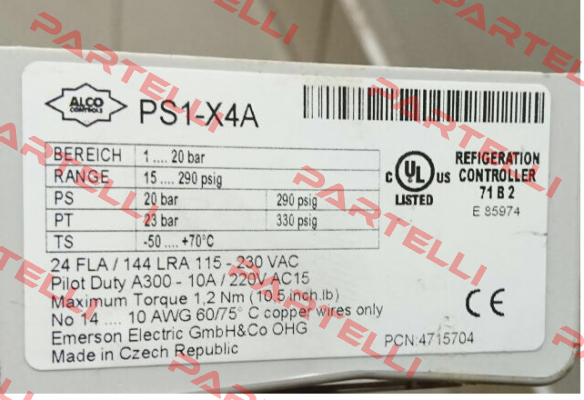 ALCO CONTROLS
PS1-X4A
BEREICH 1 .... 20 bar
RANGE 15 .... 290 psig
PS 20 bar 290 psig
PT 23 bar 330 psig
TS -50 .... +70°C
C UL US
LISTED
REFIGERATION
CONTROLLER
71 B 2
E 85974
24 FLA / 144 LRA 115 - 230 VAC
Pilot Duty A300 - 10A / 220V AC15
Maximum Torque 1,2 Nm (10.5 inch.lb)
No 14 .... 10 AWG 60/75° C copper wires only
Emerson Electric GmbH&Co OHG
Made in Czech Republic
CE
PCN:4715704
PARTELLI
PARTELLI
PARTELLI
PARTELLI
PARTELLI
PARTELLI